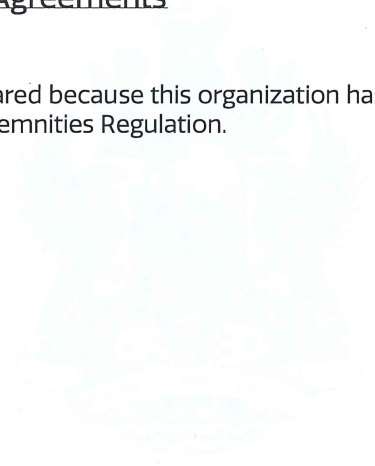 Agreements
ared because this organization ha
emnities Regulation.